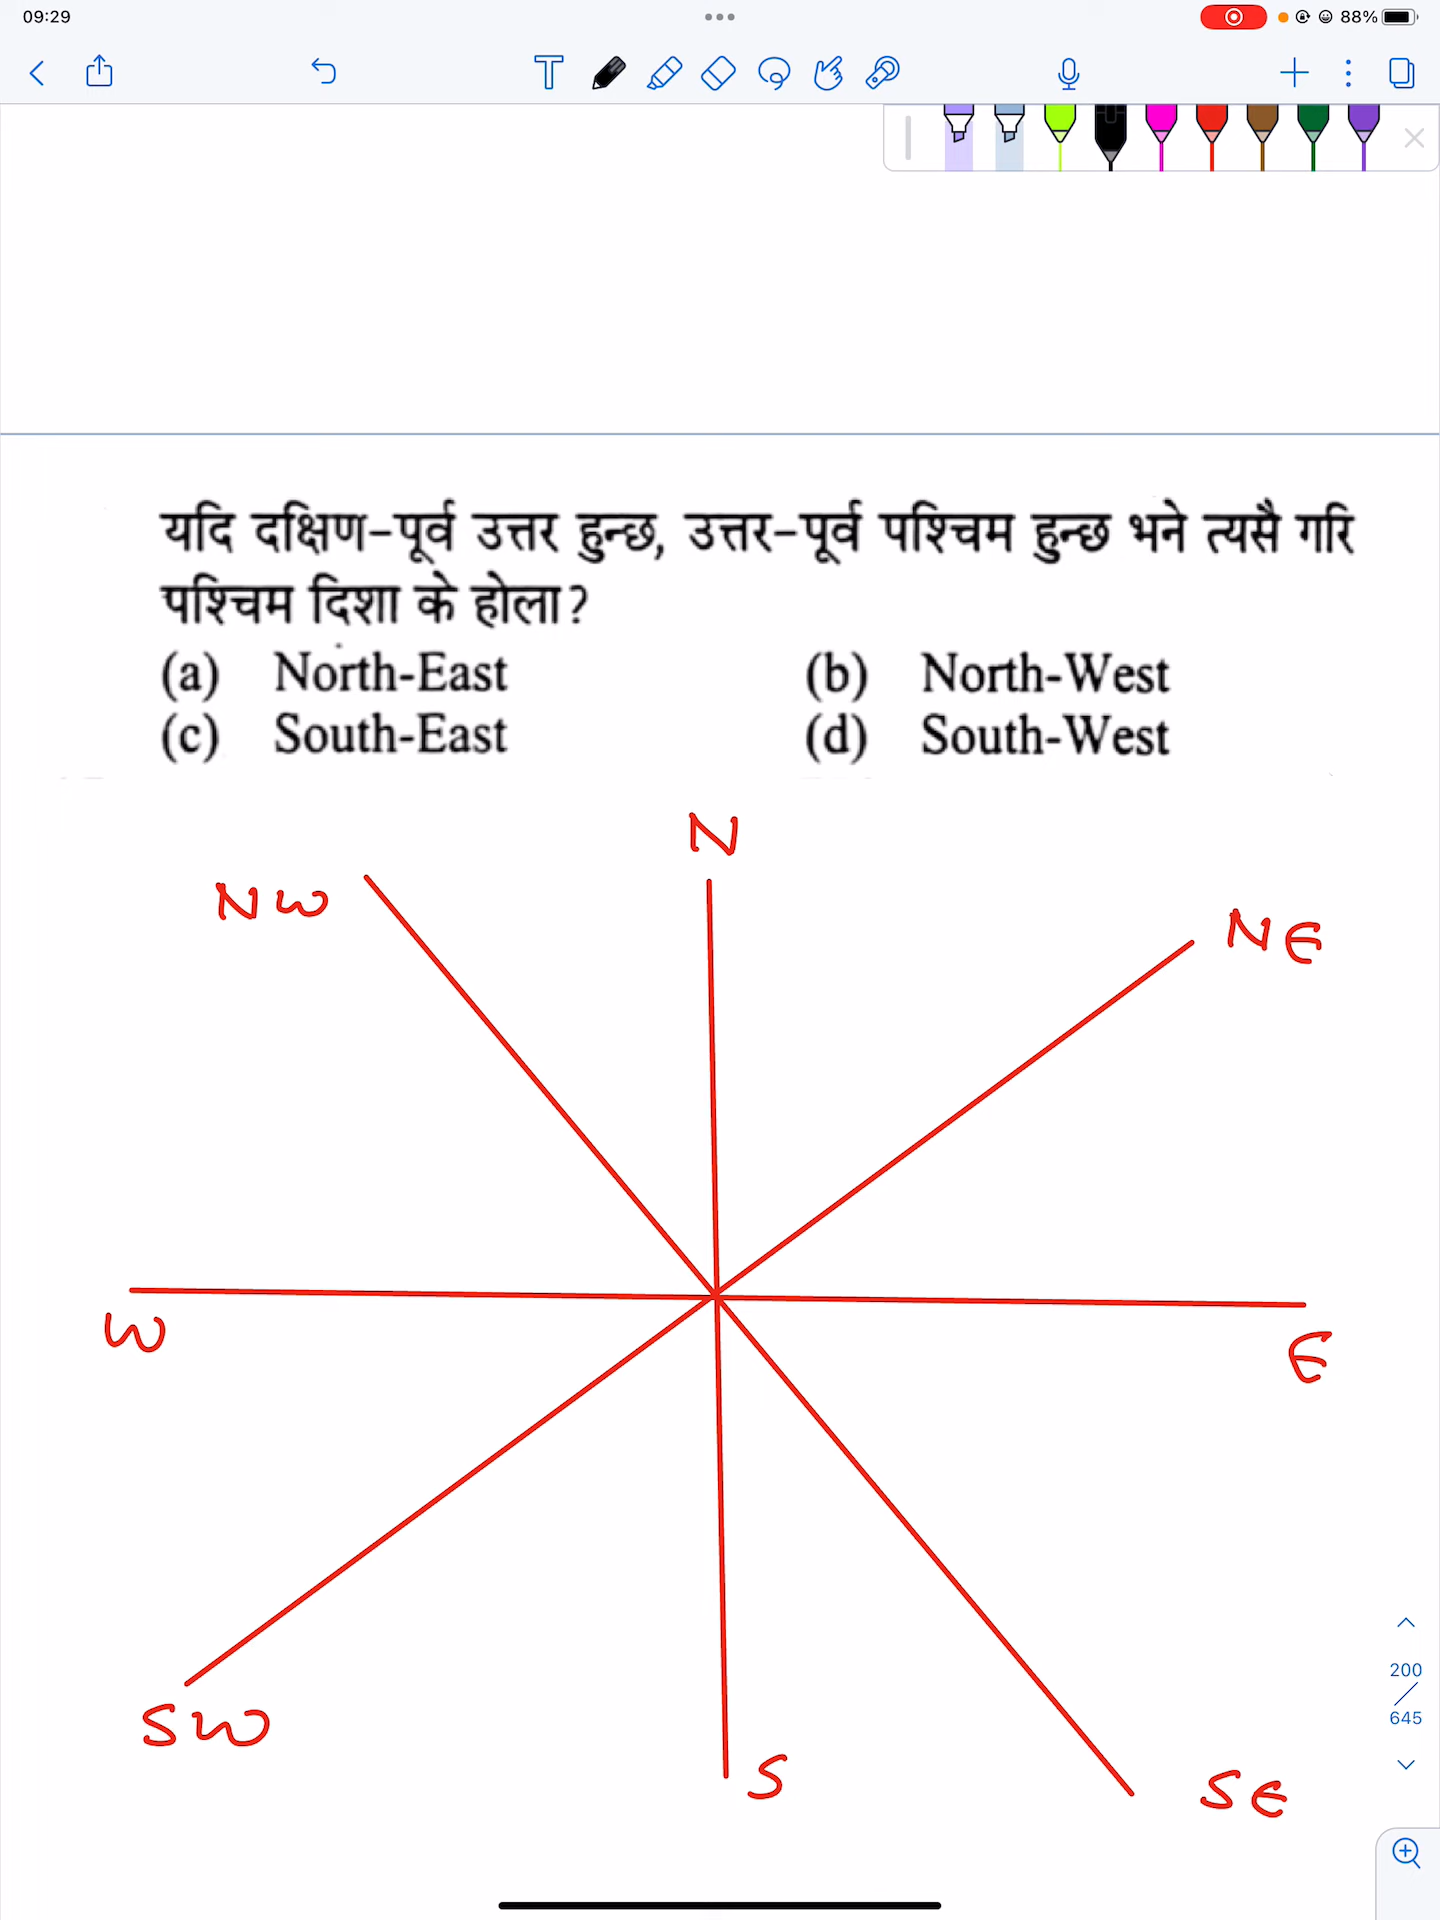 09:29
88%
यदि दक्षिण-पूर्व उत्तर हुन्छ, उत्तर-पूर्व पश्चिम हुन्छ भने त्यसै गरि
पश्चिम दिशा के होला?
(a) North-East (b) North-West
(c) South-East (d) South-West
N
NW
NE
W
E
SW
S
SE
200
645